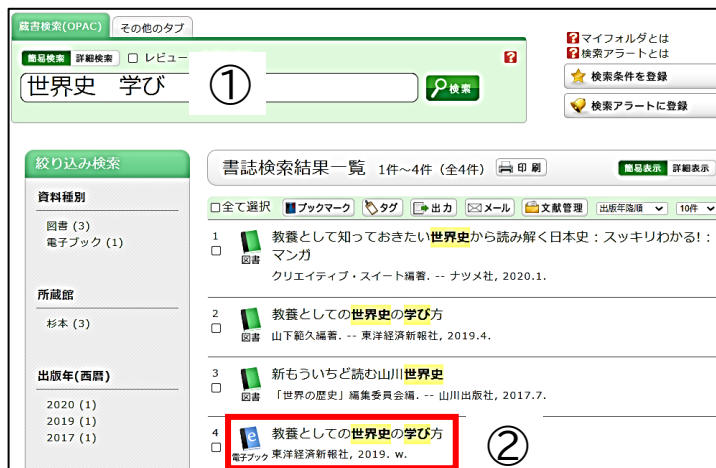 蔵書検索(OPAC) その他のタブ
簡易検索 詳細検索 レビュー
世界史 学び ① 検索
?マイフォルダとは
?検索アラートとは
検索条件を登録
検索アラートに登録
絞り込み検索
資料種別
図書 (3)
電子ブック (1)
所蔵館
杉本 (3)
出版年(西暦)
2020 (1)
2019 (1)
2017 (1)
書誌検索結果一覧 1件~4件(全4件) 印刷 簡易表示 詳細表示
全て選択 ブックマーク タグ 出力 メール 文献管理 出版年降順 10件
1 教養として知っておきたい世界史から読み解く日本史 : スッキリわかる! :
図書 マンガ
クリエイティブ・スイート編著. -- ナツメ社, 2020.1.
2 教養としての世界史の学び方
図書 山下範久編著. -- 東洋経済新報社, 2019.4.
3 新もういちど読む山川世界史
図書 「世界の歴史」編集委員会編. -- 山川出版社, 2017.7.
4 教養としての世界史の学び方
電子ブック 東洋経済新報社, 2019. w. ②